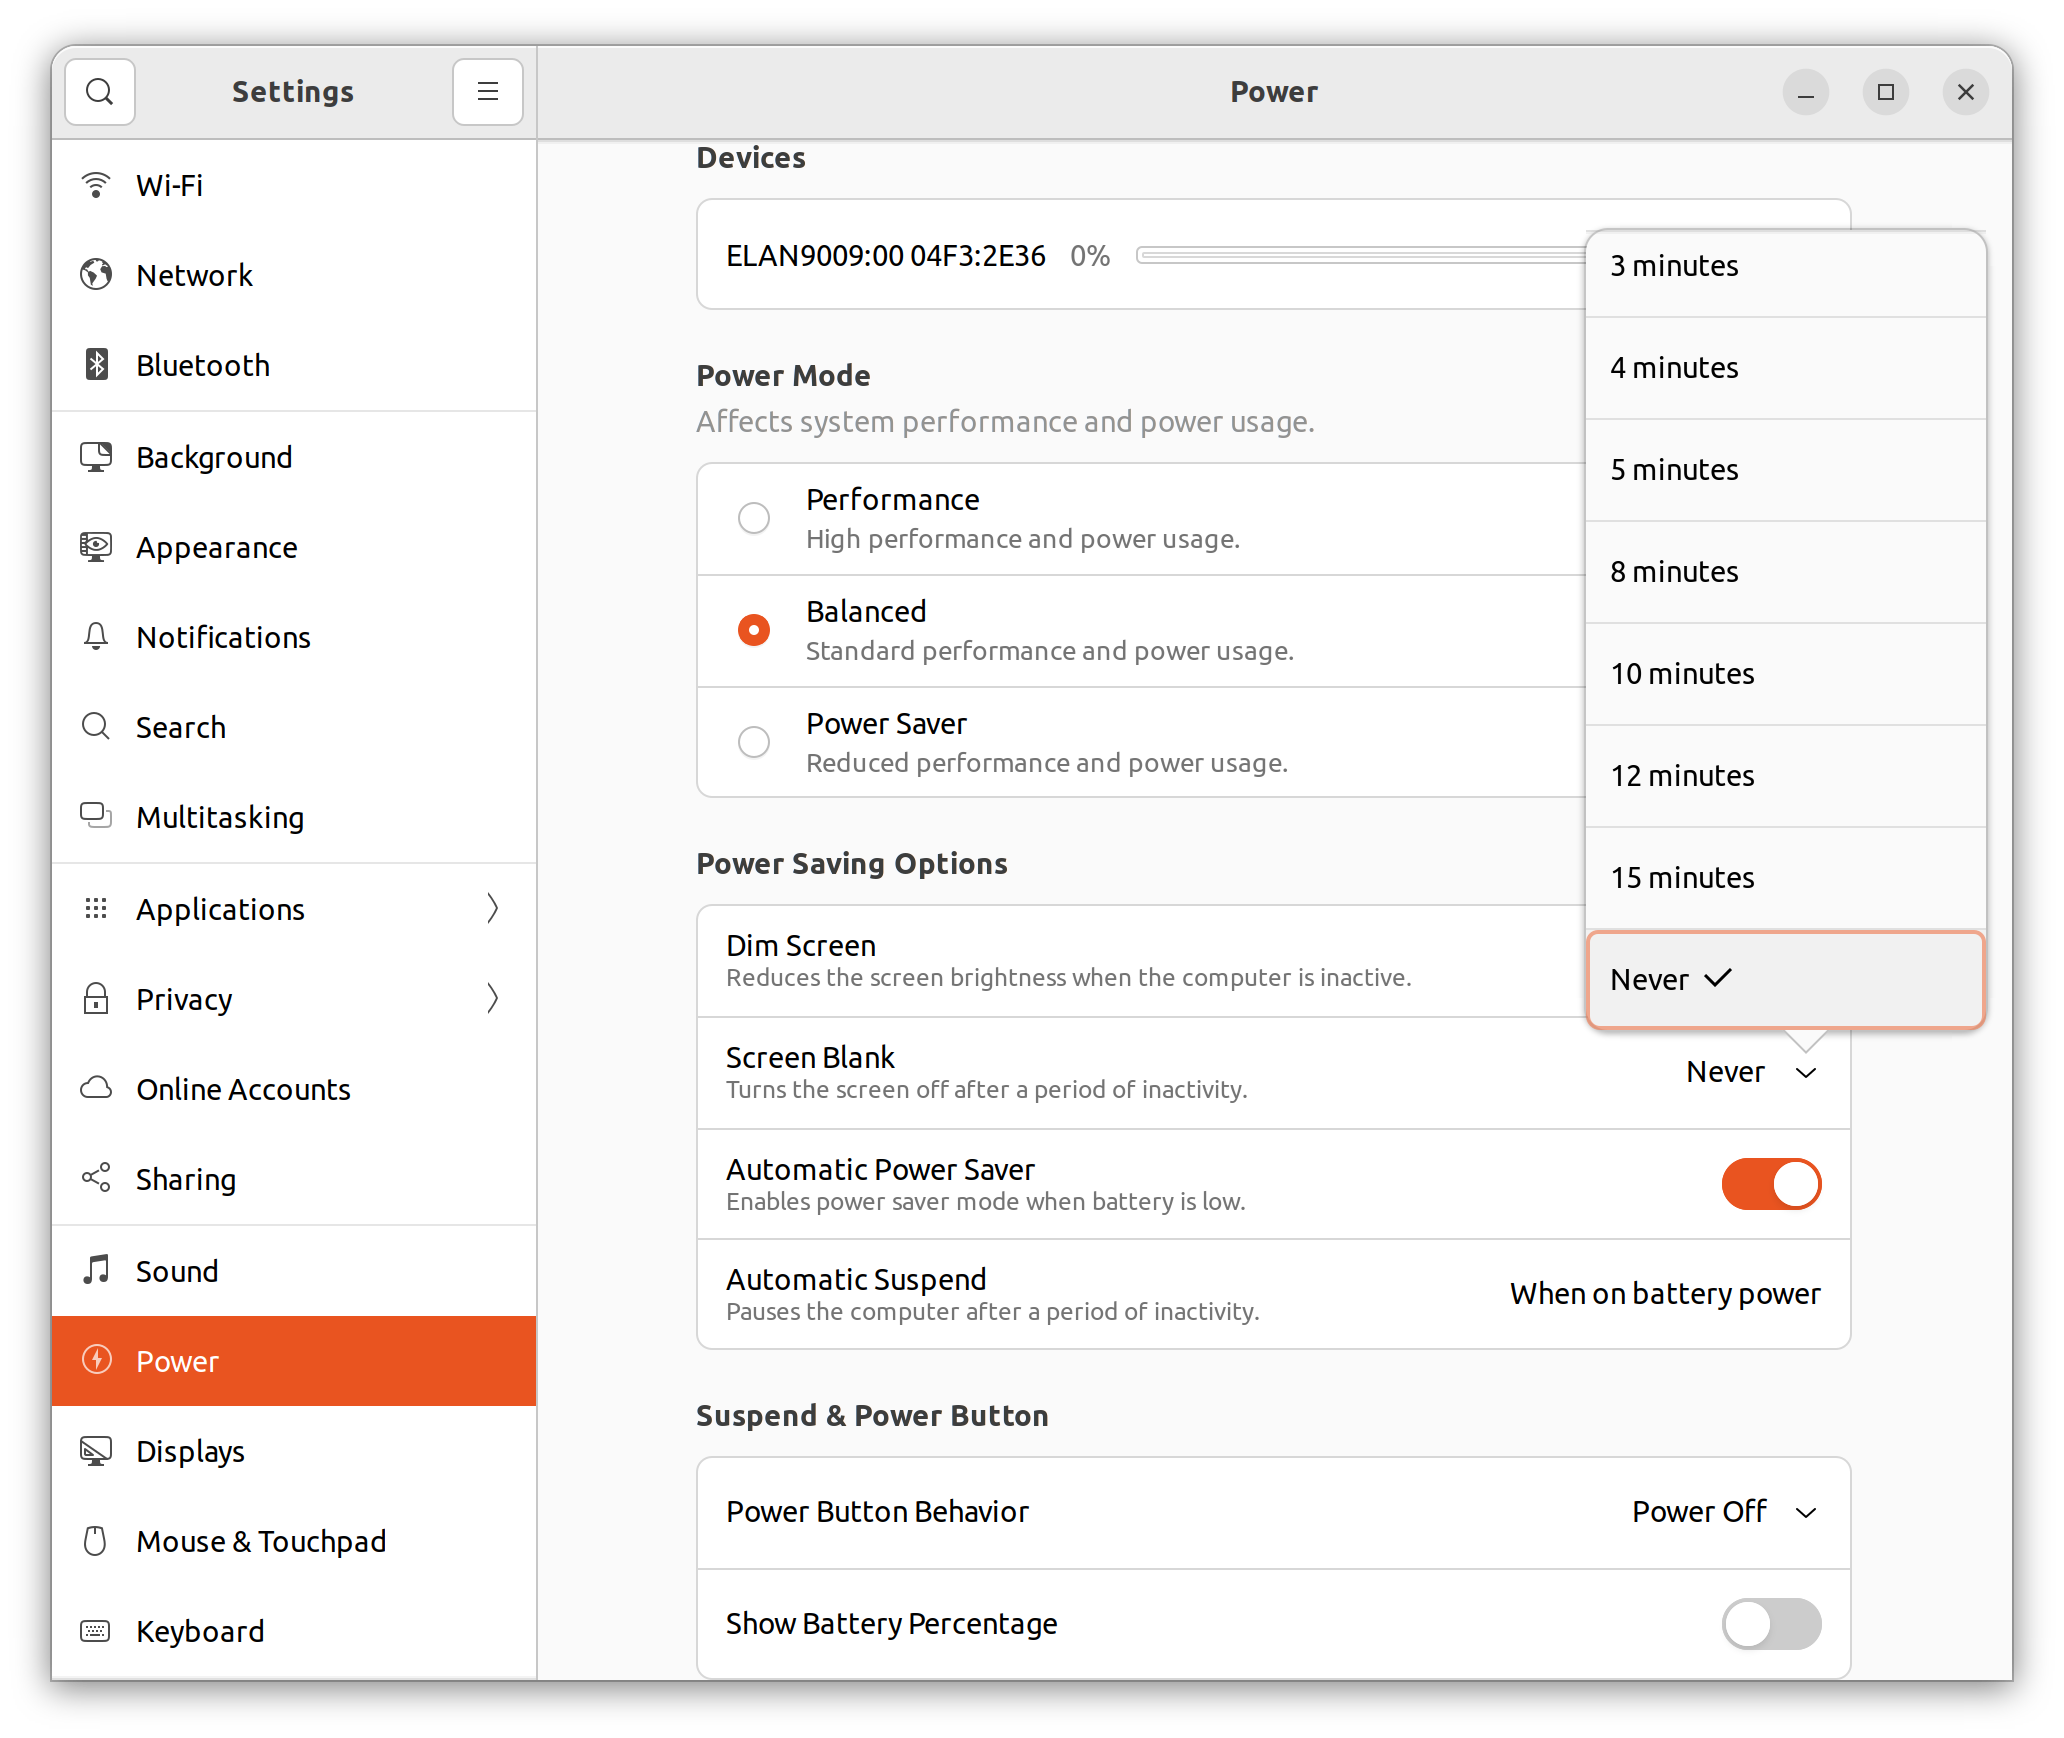 Settings
Power
Wi-Fi
Network
Bluetooth
Background
Appearance
Notifications
Search
Multitasking
Applications
Privacy
Online Accounts
Sharing
Sound
Power
Displays
Mouse & Touchpad
Keyboard
Devices
ELAN9009:00 04F3:2E36 0%
Power Mode
Affects system performance and power usage.
Performance
High performance and power usage.
Balanced
Standard performance and power usage.
Power Saver
Reduced performance and power usage.
3 minutes
4 minutes
5 minutes
8 minutes
10 minutes
12 minutes
15 minutes
Never
Power Saving Options
Dim Screen
Reduces the screen brightness when the computer is inactive.
Screen Blank
Turns the screen off after a period of inactivity.
Never
Automatic Power Saver
Enables power saver mode when battery is low.
Automatic Suspend
Pauses the computer after a period of inactivity.
When on battery power
Suspend & Power Button
Power Button Behavior
Power Off
Show Battery Percentage